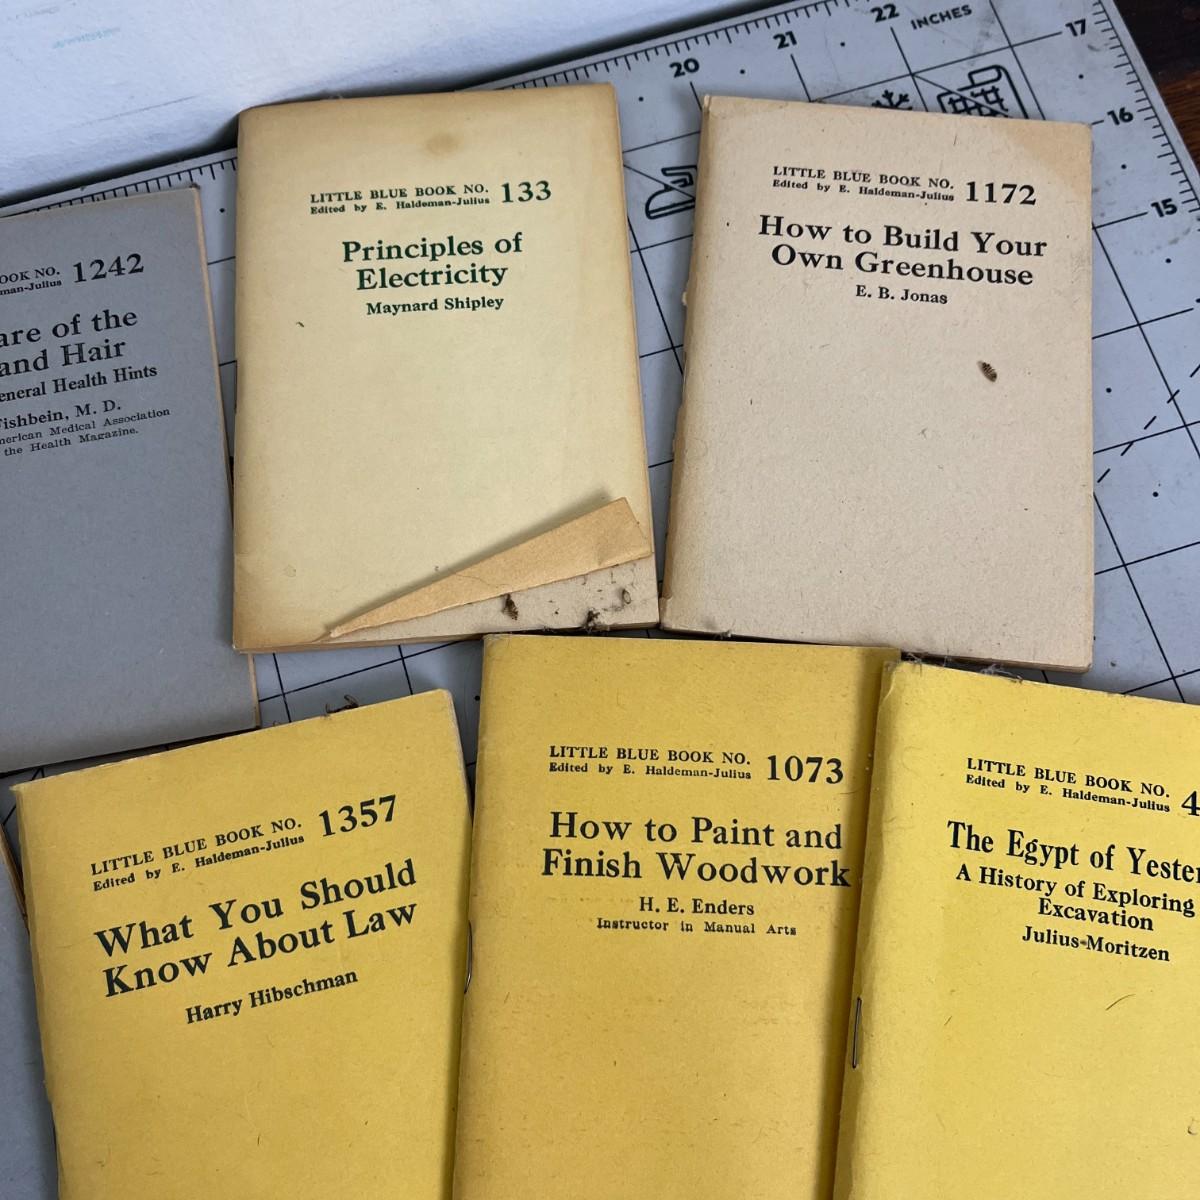 20
21
22
INCHES
17
16
15
OOK NO. 1242
man-Julius
are of the
and Hair
eneral Health Hints
Fishbein, M. D.
merican Medical Association
the Health Magazine.
LITTLE BLUE BOOK NO. 133
Edited by E. Haldeman-Julius
Principles of
Electricity
Maynard Shipley
LITTLE BLUE BOOK NO. 1172
Edited by E. Haldeman-Julius
How to Build Your
Own Greenhouse
E. B. Jonas
LITTLE BLUE BOOK NO. 1357
Edited by E. Haldeman-Julius
What You Should
Know About Law
Harry Hibschman
LITTLE BLUE BOOK NO. 1073
Edited by E. Haldeman-Julius
How to Paint and
Finish Woodwork
H. E. Enders
Instructor in Manual Arts
LITTLE BLUE BOOK NO. 4
Edited by E. Haldeman-Julius
The Egypt of Yester
A History of Exploring
Excavation
Julius Moritzen